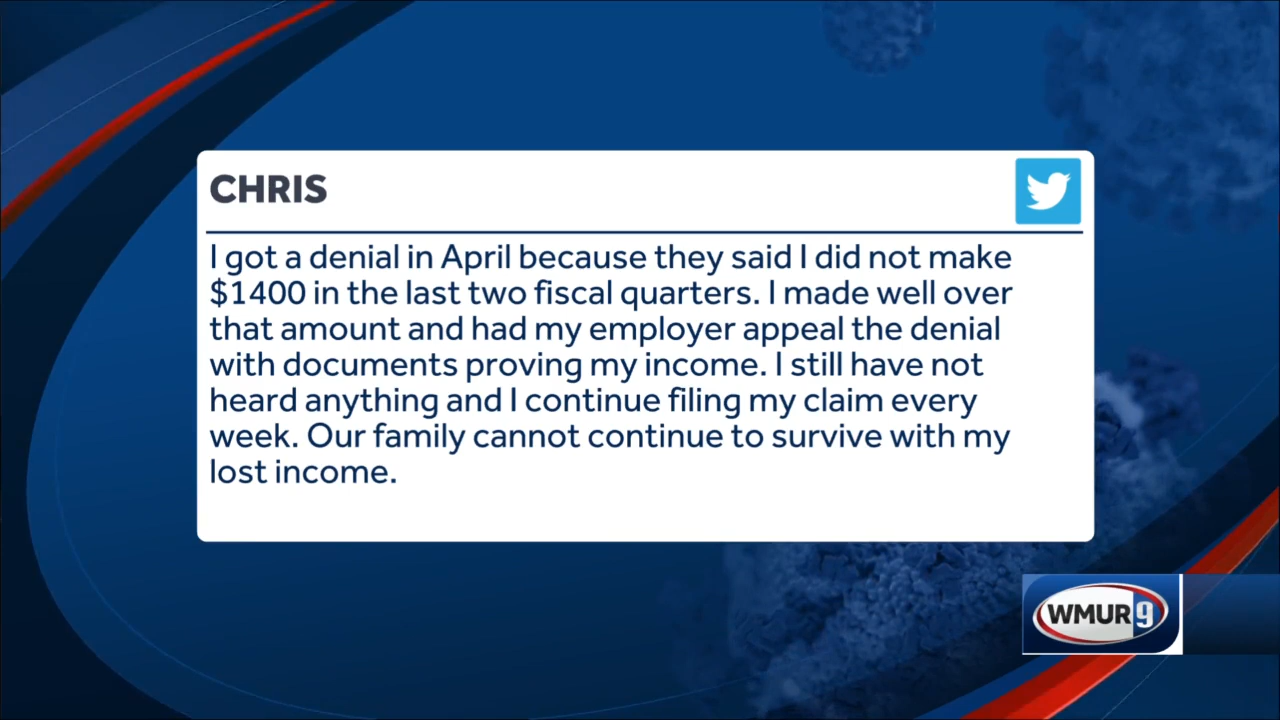 CHRIS
I got a denial in April because they said I did not make
$1400 in the last two fiscal quarters. I made well over
that amount and had my employer appeal the denial
with documents proving my income. I still have not
heard anything and I continue filing my claim every
week. Our family cannot continue to survive with my
lost income.
WMUR9